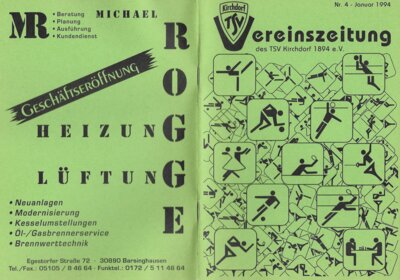 MR
• Beratung
• Planung
• Ausführung
• Kundendienst
MICHAEL
ROGGE
GESCHÄFTSERÖFFNUNG
HEIZUNG
LÜFTUNG
• Neuanlagen
• Modernisierung
• Kesselumstellungen
• Öl-/Gasbrennerservice
• Brennwerttechnik
Egestorfer Straße 72 · 30890 Barsinghausen
Tel./Fax.: 05105 / 8 46 64 · Funktel.: 0172 / 5 11 48 64
Nr. 4 - Januar 1994
Kirchdorf
TSV
Vereinszeitung
des TSV Kirchdorf 1894 e.V.